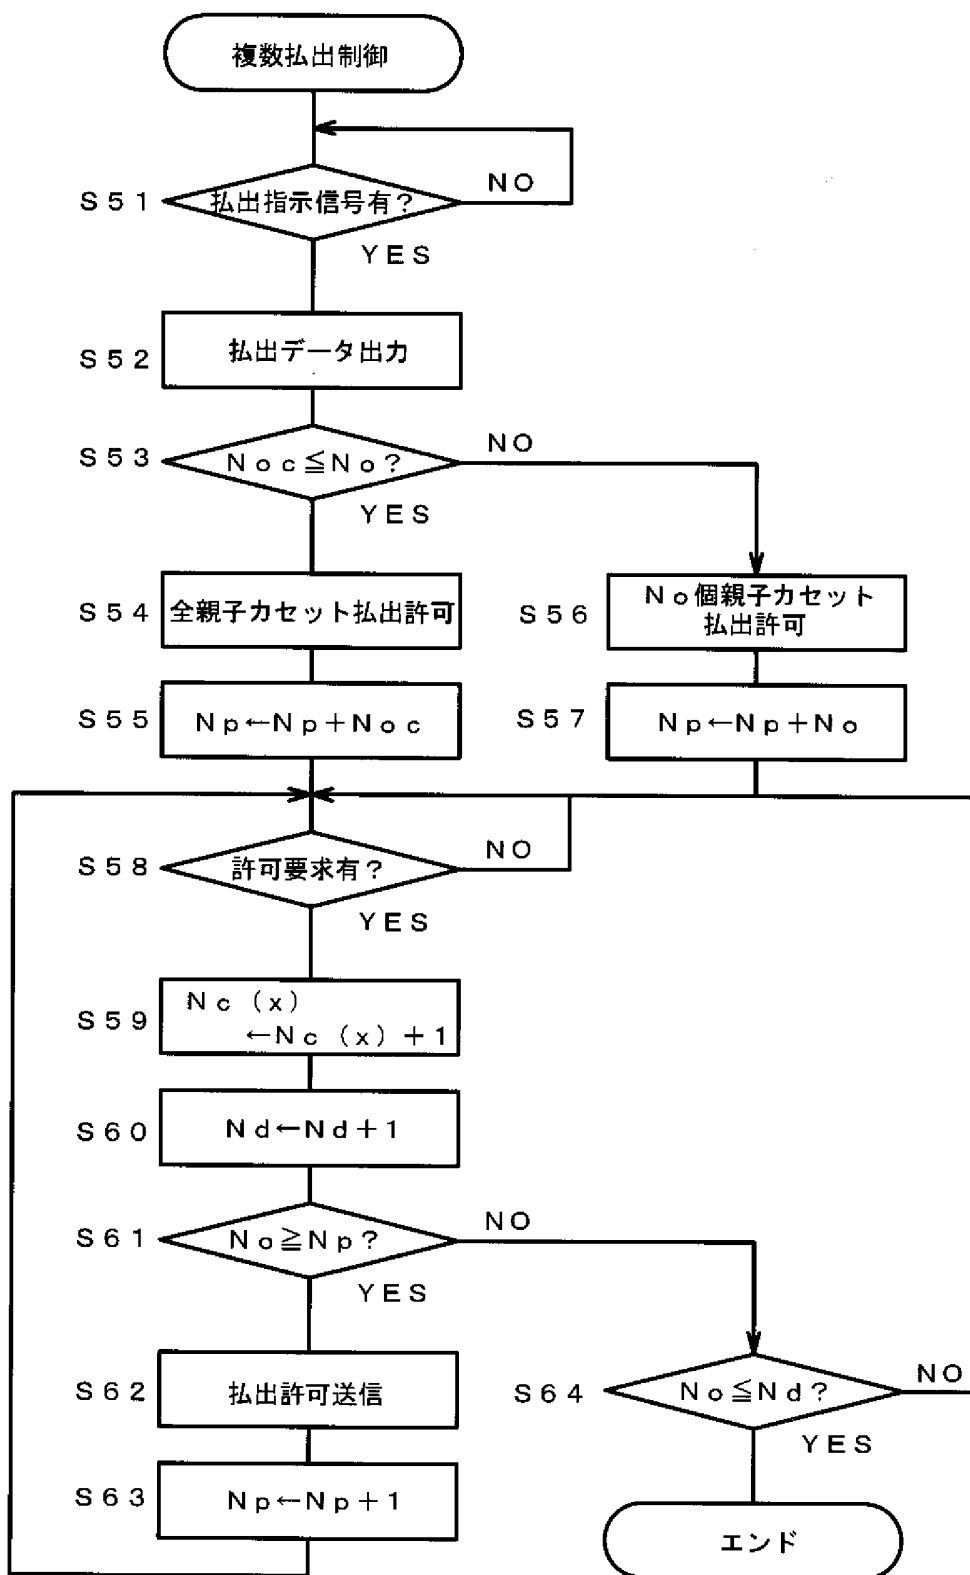 複数払出制御
S51
払出指示信号有？
NO
YES
S52
払出データ出力
S53
Noc≦No？
NO
YES
S54
全親子カセット払出許可
S56
No個親子カセット
払出許可
S55
Np←Np+Noc
S57
Np←Np+No
S58
許可要求有？
NO
YES
S59
Nc(x)
←Nc(x)+1
S60
Nd←Nd+1
S61
No≧Np？
NO
YES
S62
払出許可送信
S64
No≦Nd？
NO
YES
S63
Np←Np+1
エンド